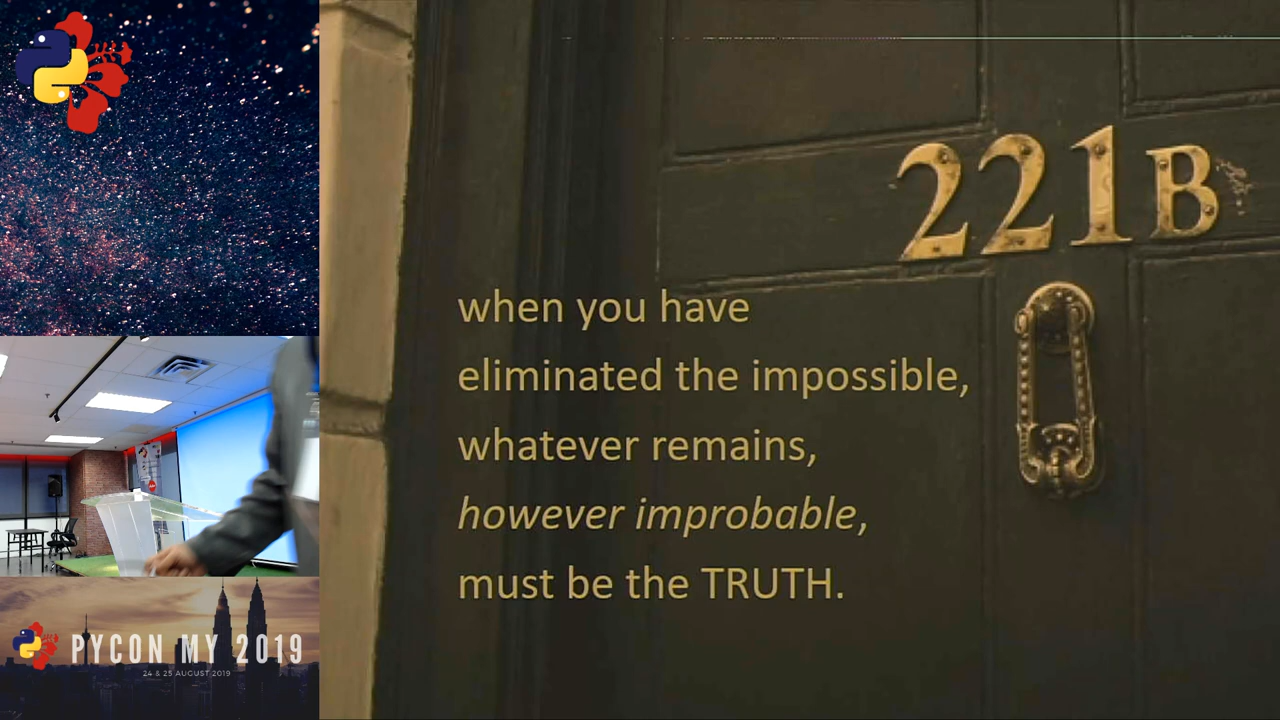 221B
when you have
eliminated the impossible,
whatever remains,
however improbable,
must be the TRUTH.
PYCON MY 2019
24 & 25 AUGUST 2019